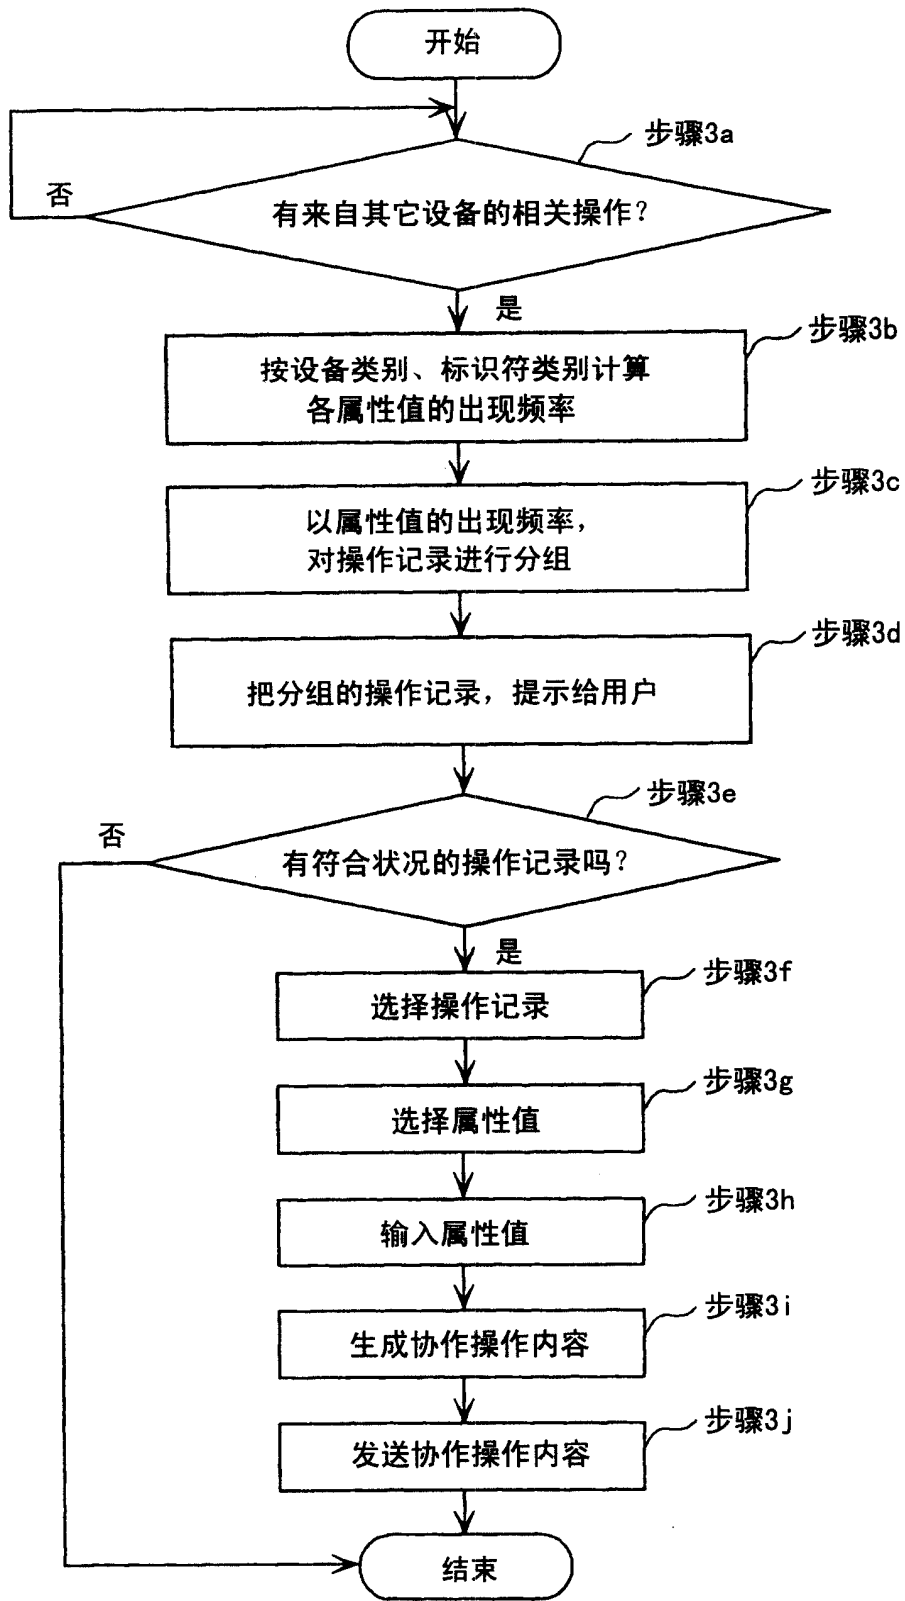 开始
步骤3a
否
有来自其它设备的相关操作？
是
步骤3b
按设备类别、标识符类别计算
各属性值的出现频率
步骤3c
以属性值的出现频率，
对操作记录进行分组
步骤3d
把分组的操作记录，提示给用户
步骤3e
否
有符合状况的操作记录吗？
是
步骤3f
选择操作记录
步骤3g
选择属性值
步骤3h
输入属性值
步骤3i
生成协作操作内容
步骤3j
发送协作操作内容
结束